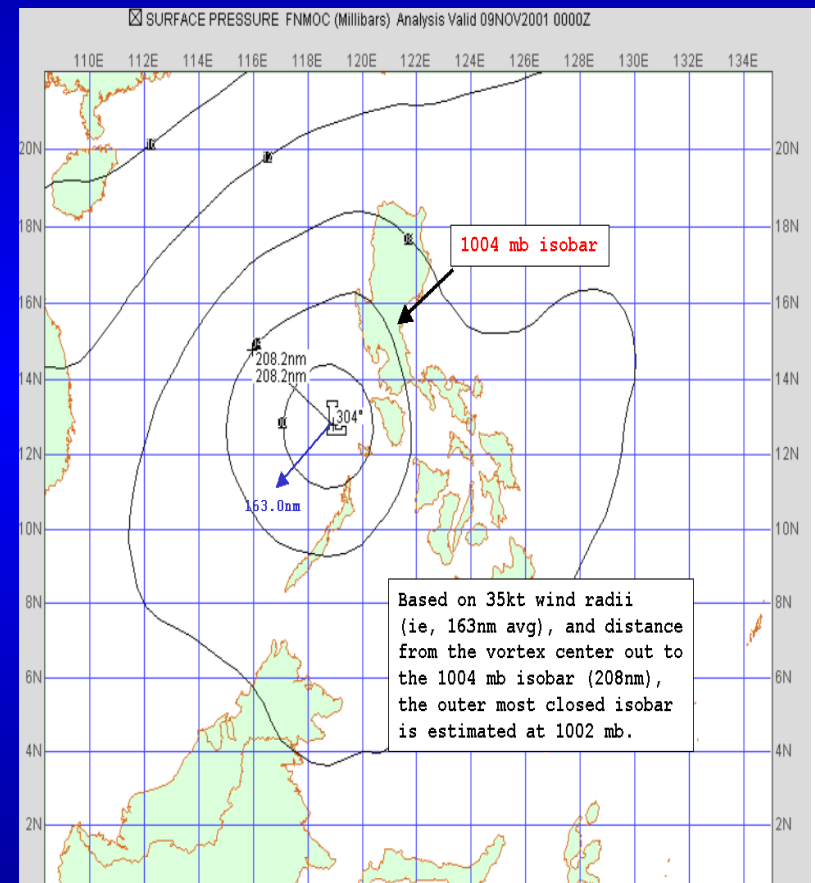 SURFACE PRESSURE FNMOC (Millibars) Analysis Valid 09NOV2001 0000Z
110E 112E 114E 116E 118E 120E 122E 124E 126E 128E 130E 132E 134E
20N 20N
18N 18N
1004 mb isobar
16N 16N
208.2nm
208.2nm
14N 14N
L 304°
12N 12N
163.0nm
10N 10N
8N 8N
Based on 35kt wind radii
(ie, 163nm avg), and distance
from the vortex center out to
the 1004 mb isobar (208nm),
the outer most closed isobar
is estimated at 1002 mb.
6N 6N
4N 4N
2N 2N